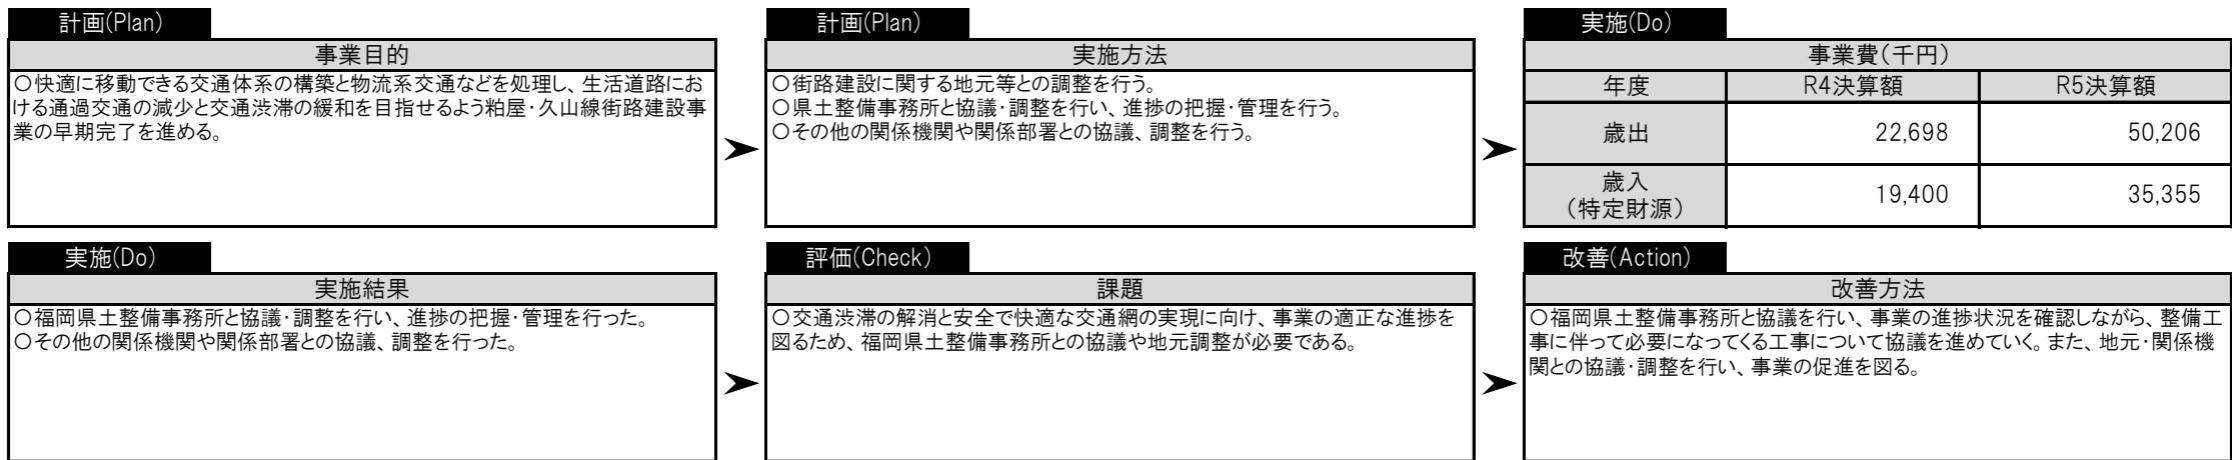 計画(Plan)
事業目的
〇快適に移動できる交通体系の構築と物流系交通などを処理し、生活道路にお
ける通過交通の減少と交通渋滞の緩和を目指せるよう粕屋・久山線街路建設事
業の早期完了を進める。
計画(Plan)
実施方法
〇街路建設に関する地元等との調整を行う。
〇県土整備事務所と協議・調整を行い、進捗の把握・管理を行う。
〇その他の関係機関や関係部署との協議、調整を行う。
実施(Do)
事業費(千円)
年度 R4決算額 R5決算額
歳出 22,698 50,206
歳入
(特定財源) 19,400 35,355
実施(Do)
実施結果
〇福岡県土整備事務所と協議・調整を行い、進捗の把握・管理を行った。
〇その他の関係機関や関係部署との協議、調整を行った。
評価(Check)
課題
〇交通渋滞の解消と安全で快適な交通網の実現に向け、事業の適正な進捗を
図るため、福岡県土整備事務所との協議や地元調整が必要である。
改善(Action)
改善方法
〇福岡県土整備事務所と協議を行い、事業の進捗状況を確認しながら、整備工
事に伴って必要になってくる工事について協議を進めていく。また、地元・関係機
関との協議・調整を行い、事業の促進を図る。